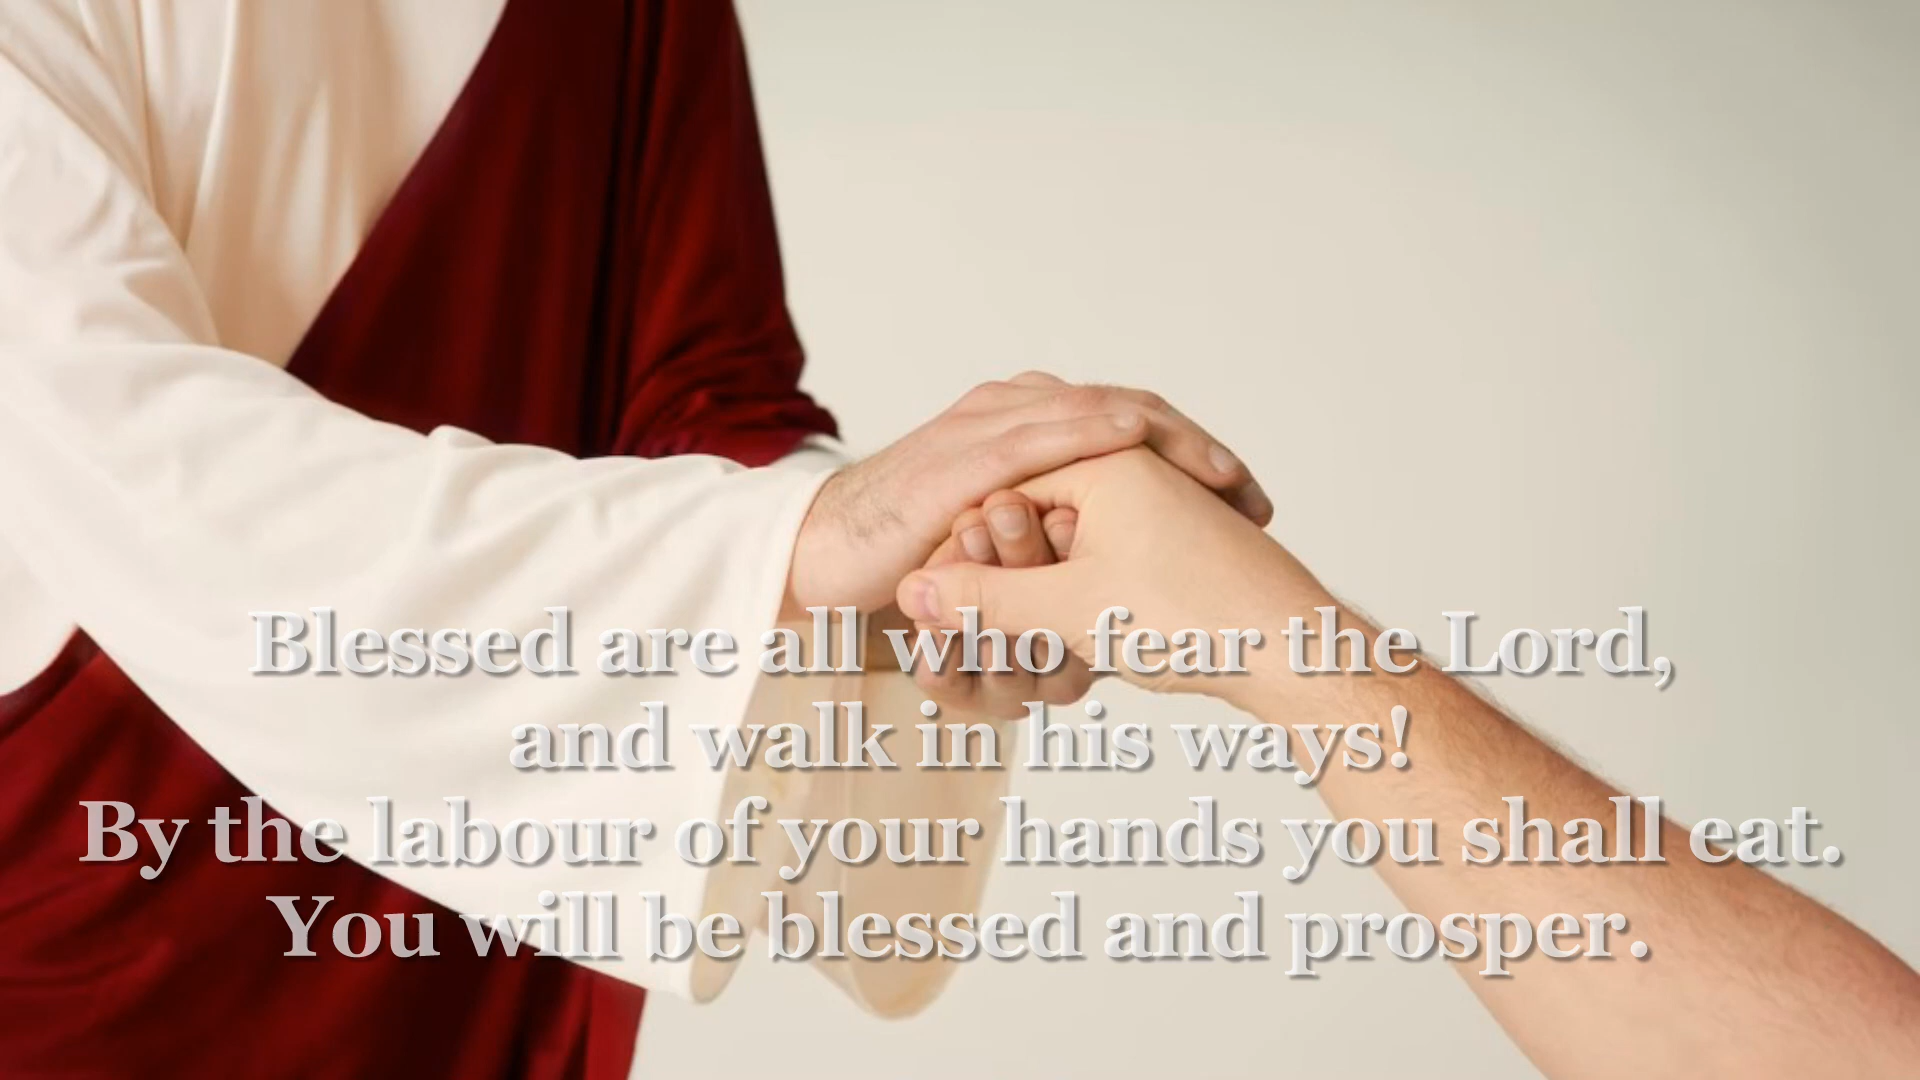 Blessed are all who fear the Lord,
and walk in his ways!
By the labour of your hands you shall eat.
You will be blessed and prosper.